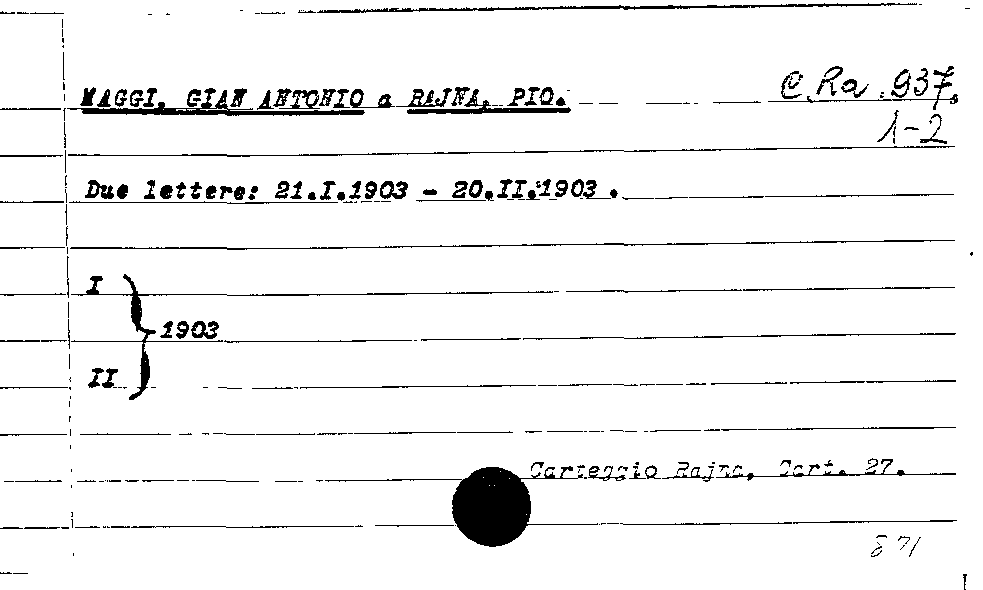 MAGGI, GIAN ANTONIO a RAJNA, PIO.
C.Ra.937,
1-2
Due lettere: 21.I.1903 - 20.II.1903.
I
1903
II
Carteggio Rajna, Cart. 27.
871